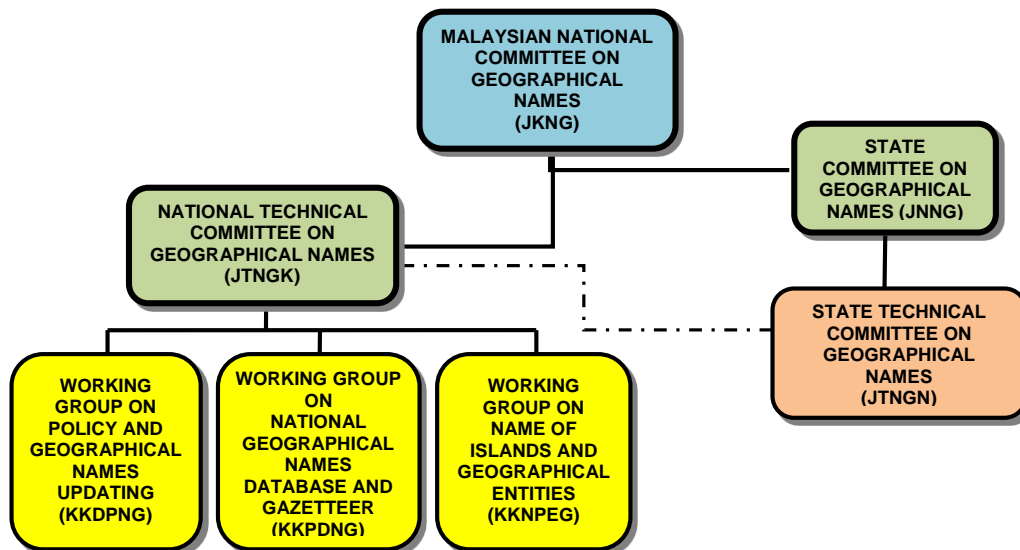 MALAYSIAN NATIONAL
COMMITTEE ON
GEOGRAPHICAL
NAMES
(JKNG)
STATE
COMMITTEE ON
GEOGRAPHICAL
NAMES (JNNG)
NATIONAL TECHNICAL
COMMITTEE ON
GEOGRAPHICAL NAMES
(JTNGK)
STATE TECHNICAL
COMMITTEE ON
GEOGRAPHICAL
NAMES
(JTNGN)
WORKING
GROUP ON
POLICY AND
GEOGRAPHICAL
NAMES
UPDATING
(KKDPNG)
WORKING GROUP
ON
NATIONAL
GEOGRAPHICAL
NAMES
DATABASE AND
GAZETTEER
(KKPDNG)
WORKING
GROUP ON
NAME OF
ISLANDS AND
GEOGRAPHICAL
ENTITIES
(KKNPEG)